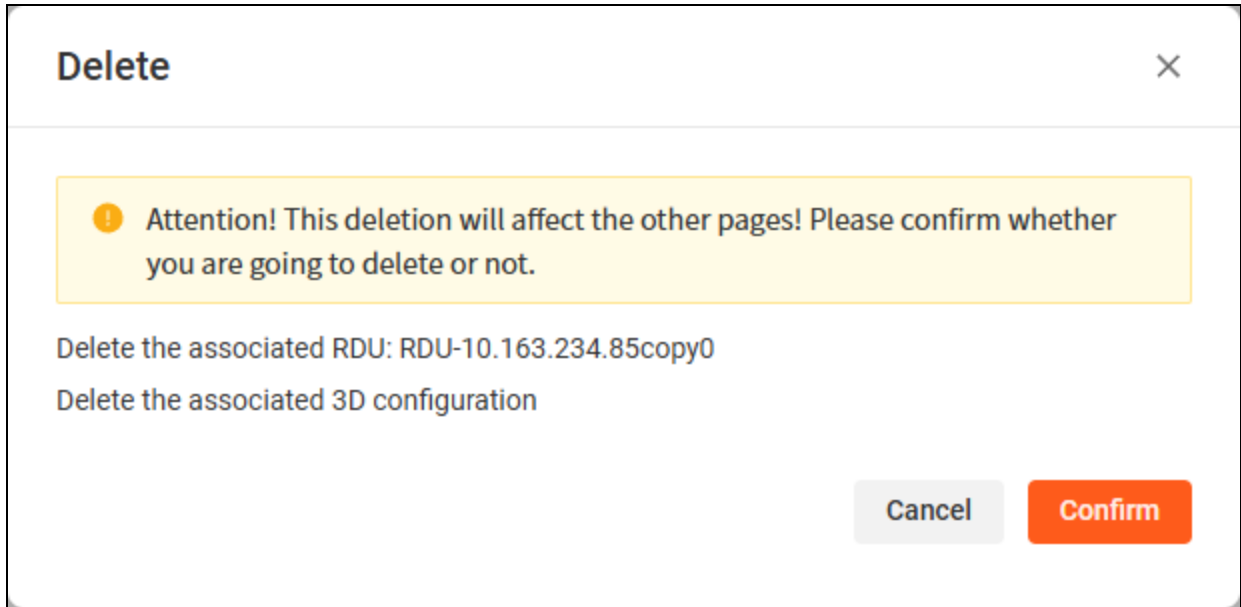 Delete
Attention! This deletion will affect the other pages! Please confirm whether
you are going to delete or not.
Delete the associated RDU: RDU-10.163.234.85copy0
Delete the associated 3D configuration
Cancel
Confirm